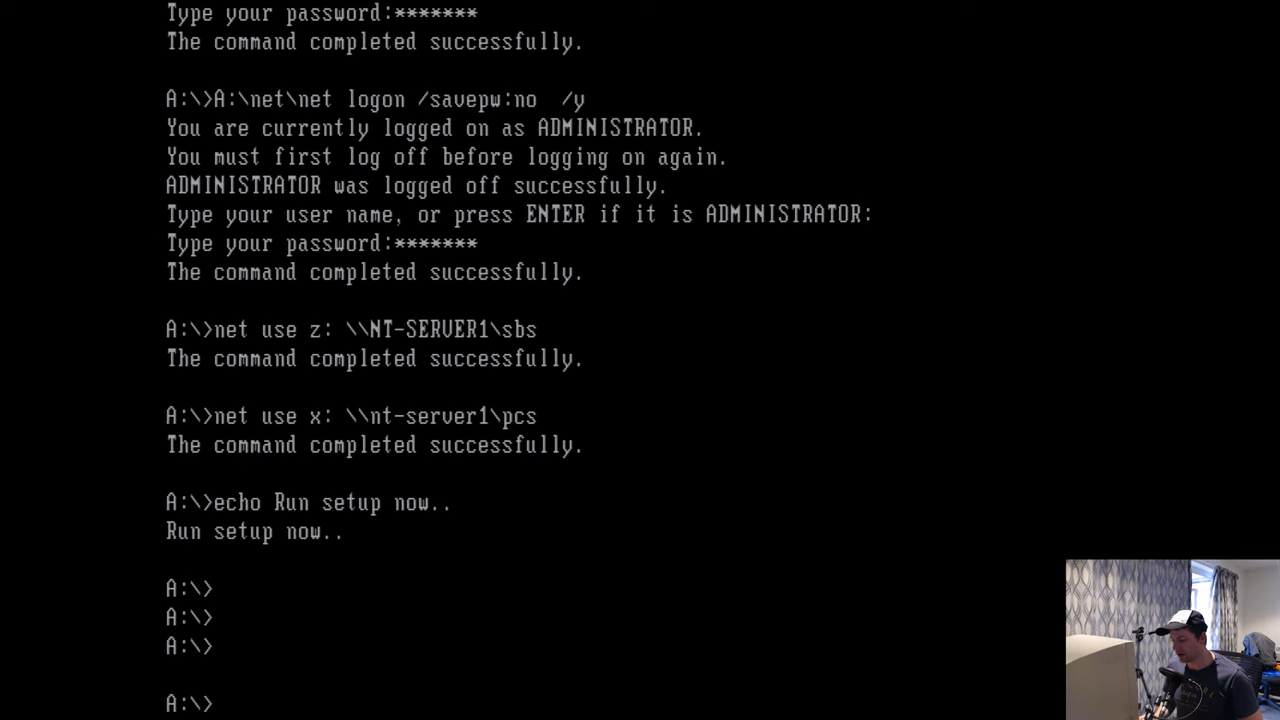 Type your password:*******
The command completed successfully.
A:\>A:\net\net logon /savepw:no  /y
You are currently logged on as ADMINISTRATOR.
You must first log off before logging on again.
ADMINISTRATOR was logged off successfully.
Type your user name, or press ENTER if it is ADMINISTRATOR:
Type your password:*******
The command completed successfully.
A:\>net use z: \\NT-SERVER1\sbs
The command completed successfully.
A:\>net use x: \\nt-server1\pcs
The command completed successfully.
A:\>echo Run setup now..
Run setup now..
A:\>
A:\>
A:\>
A:\>